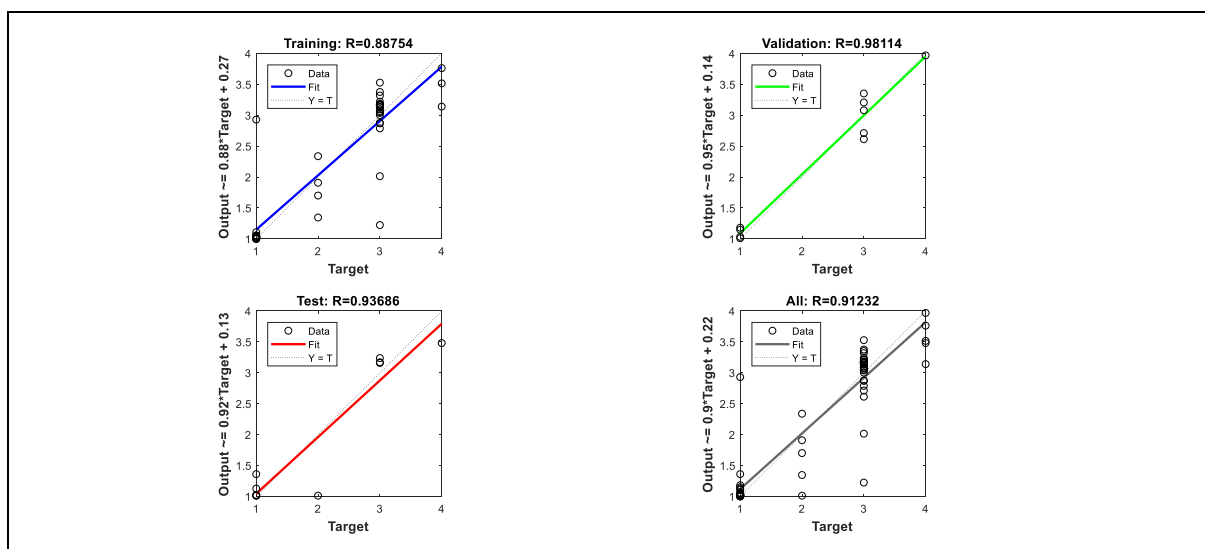 Training: R=0.88754
Output ~= 0.88*Target + 0.27
4
3.5
3
2.5
2
1.5
1
Data
Fit
Y = T
1 2 3 4
Target
Validation: R=0.98114
Output ~= 0.95*Target + 0.14
4
3.5
3
2.5
2
1.5
1
Data
Fit
Y = T
1 2 3 4
Target
Test: R=0.93686
Output ~= 0.92*Target + 0.13
4
3.5
3
2.5
2
1.5
1
Data
Fit
Y = T
1 2 3 4
Target
All: R=0.91232
Output ~= 0.9*Target + 0.22
4
3.5
3
2.5
2
1.5
1
Data
Fit
Y = T
1 2 3 4
Target